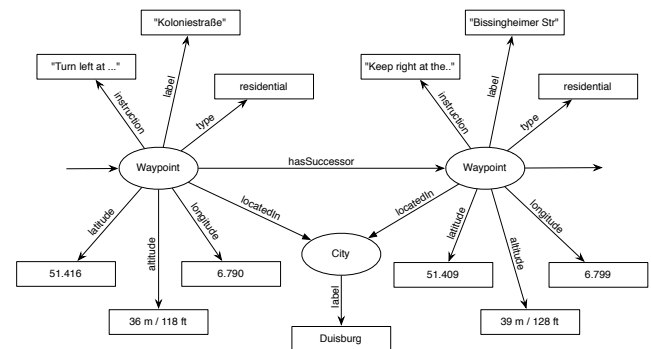 "Koloniestraße"
"Bissingheimer Str"
"Turn left at ..."
"Keep right at the.."
residential
residential
instruction
label
type
instruction
label
type
Waypoint
hasSuccessor
Waypoint
latitude
altitude
longitude
locatedIn
locatedIn
latitude
altitude
longitude
City
51.416
6.790
51.409
6.799
label
36 m / 118 ft
39 m / 128 ft
Duisburg